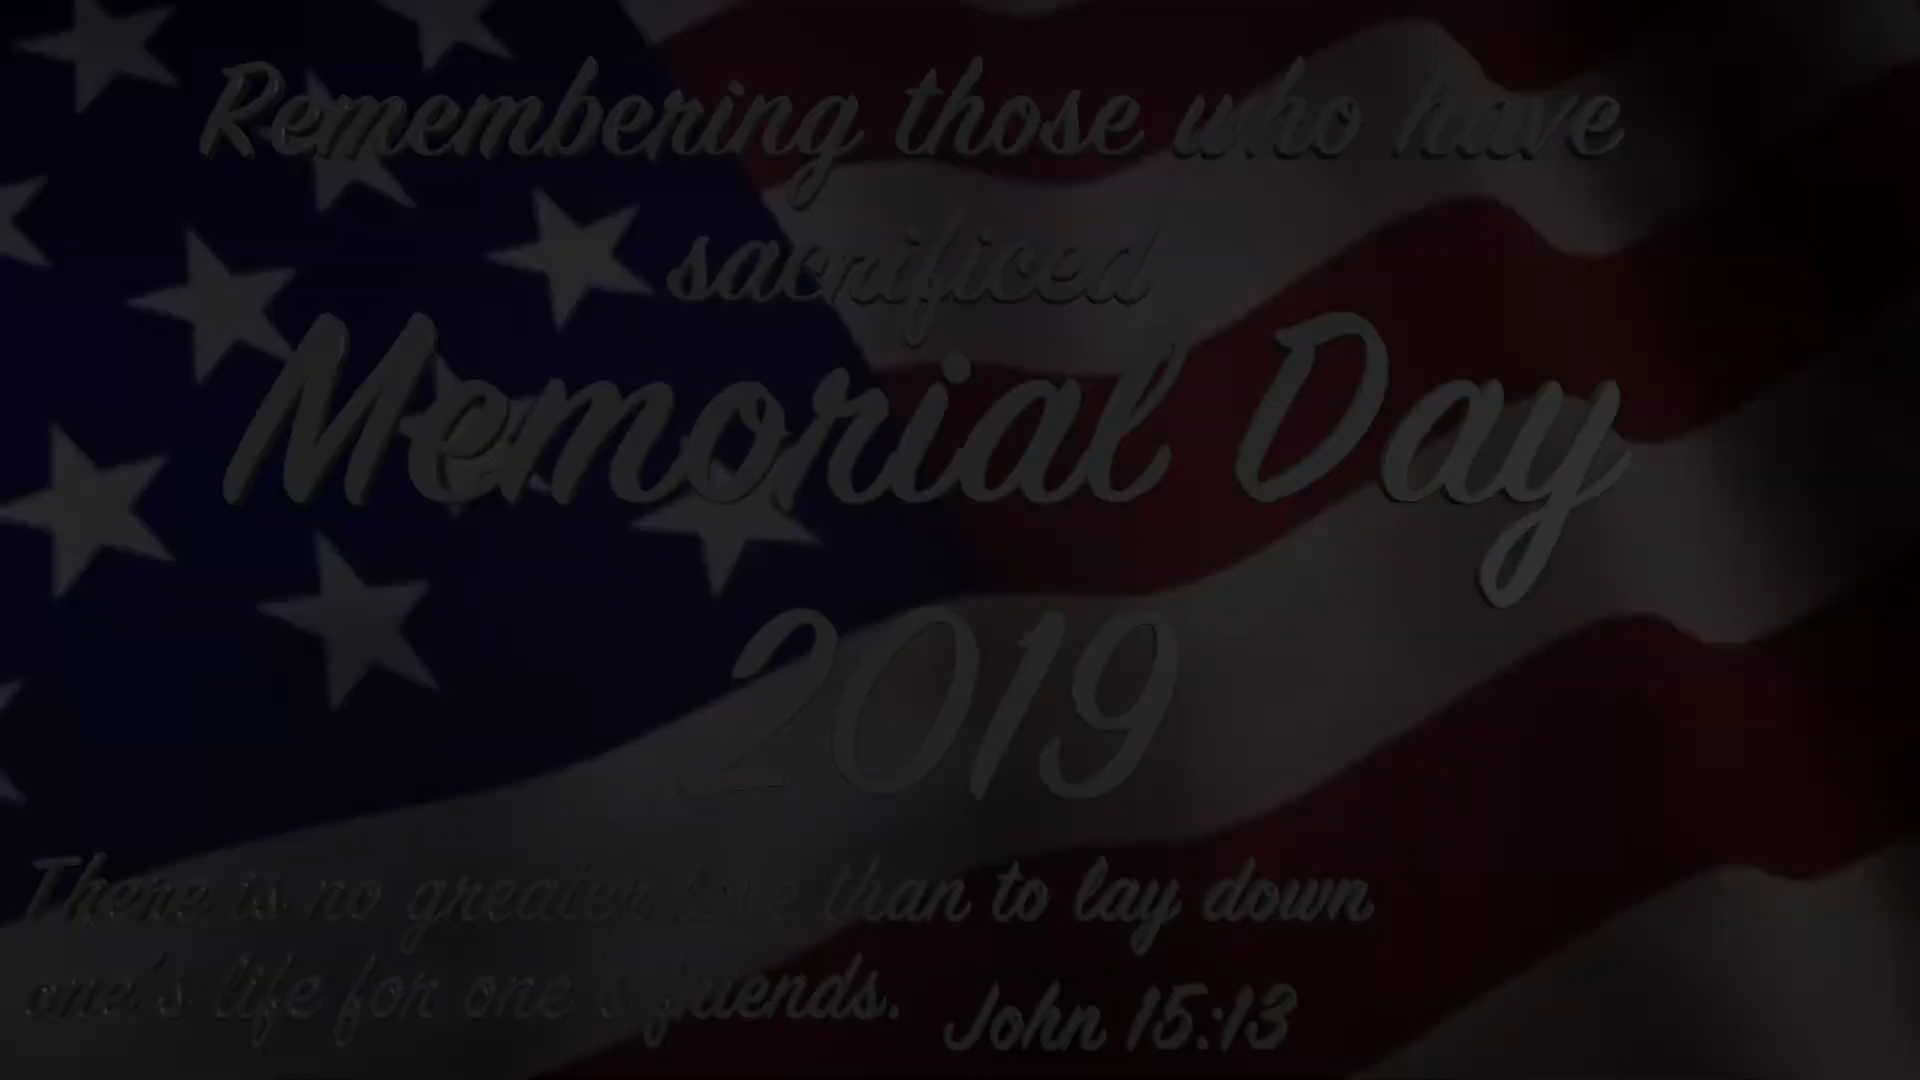 Remembering those who have
sacrificed
Memorial Day
2019
There is no greater love than to lay down
one's life for one's friends.
John 15:13